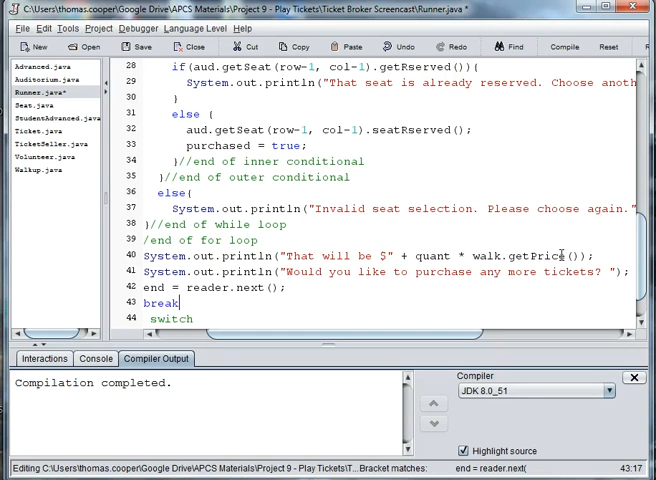 C:\Users\thomas.cooper\Google Drive\APCS Materials\Project 9 - Play Tickets\Ticket Broker Screencast\Runner.java *
File Edit Tools Project Debugger Language Level Help
New Open Save Close Cut Copy Paste Undo Redo Find Compile Reset
Advanced.java
Auditorium.java
Runner.java*
Seat.java
StudentAdvanced.java
Ticket.java
TicketSeller.java
Volunteer.java
Walkup.java
28 if(aud.getSeat(row-1, col-1).getRserved()){
29 System.out.println("That seat is already reserved. Choose anoth
30 }
31 else {
32 aud.getSeat(row-1, col-1).seatRserved();
33 purchased = true;
34 }//end of inner conditional
35 }//end of outer conditional
36 else{
37 System.out.println("Invalid seat selection. Please choose again."
38 }//end of while loop
39 /end of for loop
40 System.out.println("That will be $" + quant * walk.getPrice());
41 System.out.println("Would you like to purchase any more tickets? ");
42 end = reader.next();
43 break
44 switch
Interactions Console Compiler Output
Compilation completed.
Compiler
JDK 8.0_51
Highlight source
Editing C:\Users\thomas.cooper\Google Drive\APCS Materials\Project 9 - Play Tickets\T... Bracket matches: end = reader.next( 43:17